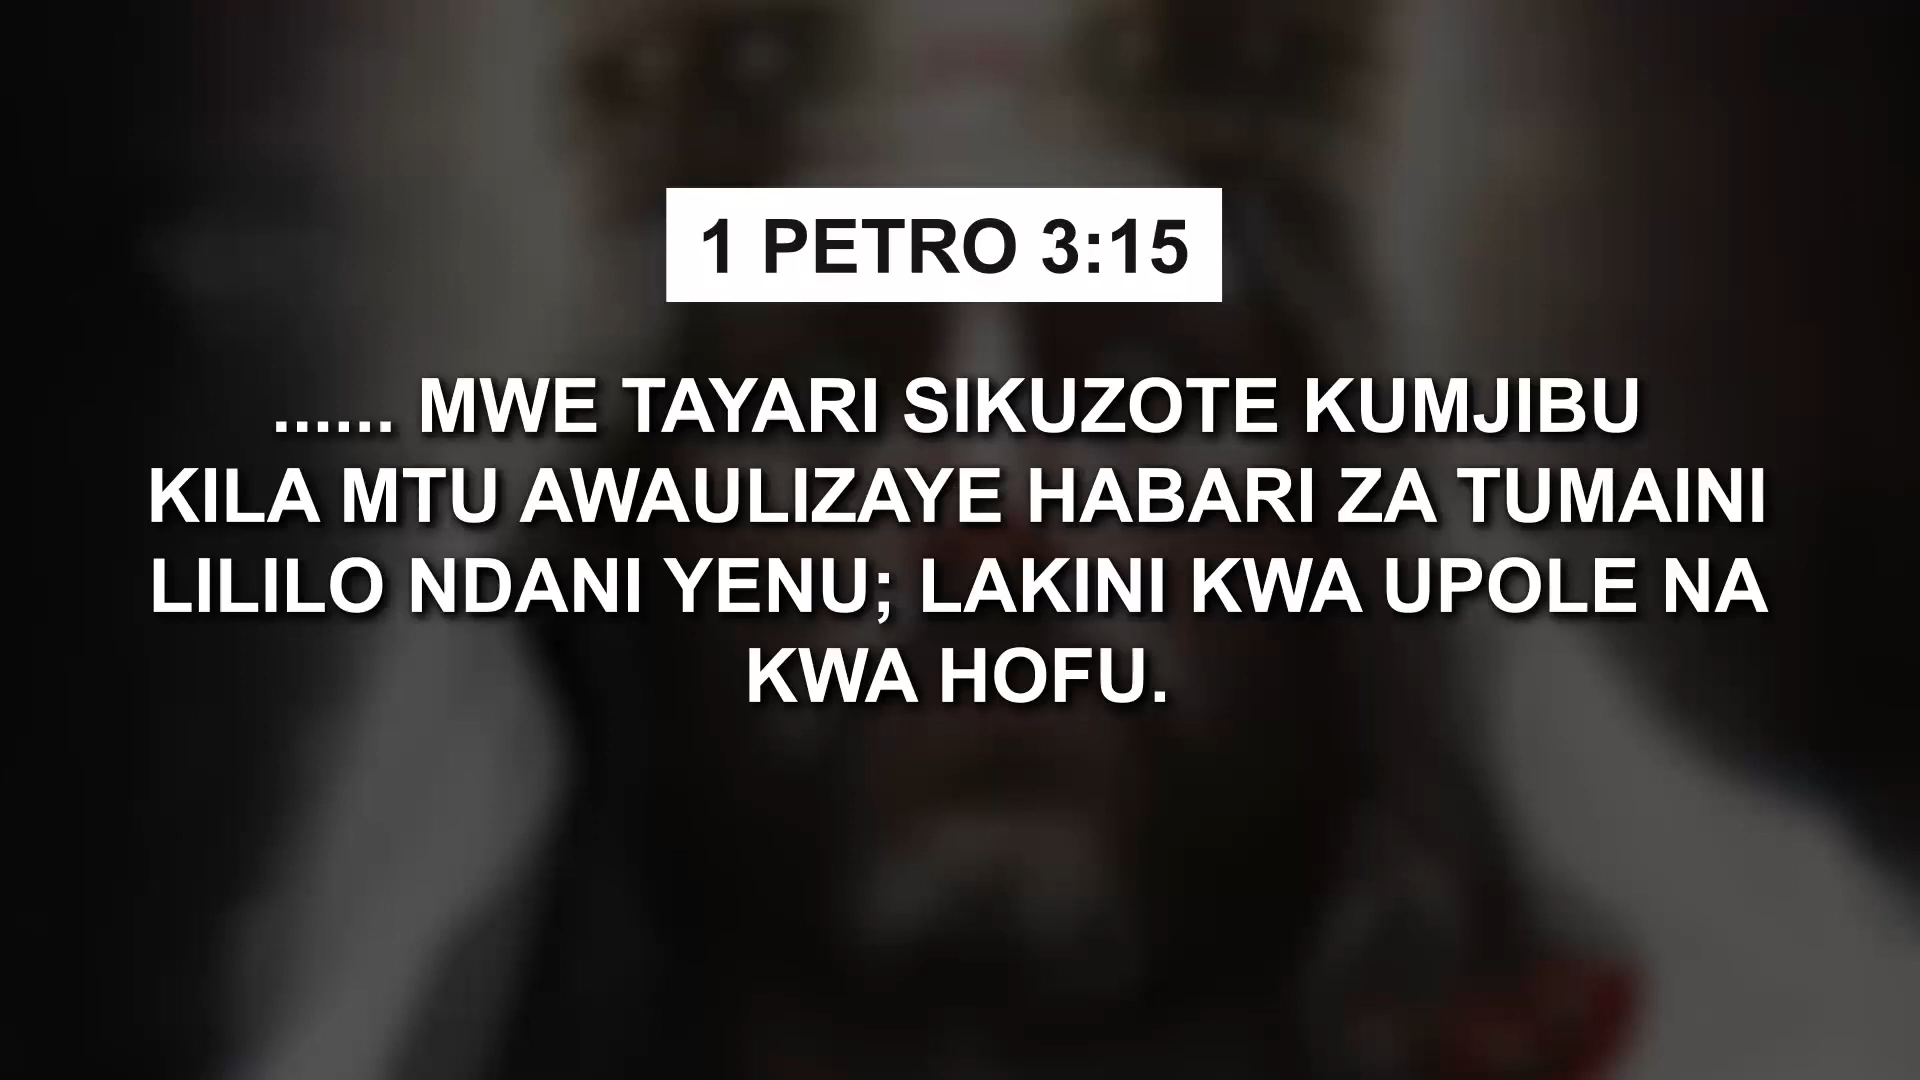 1 PETRO 3:15
...... MWE TAYARI SIKUZOTE KUMJIBU
KILA MTU AWAULIZAYE HABARI ZA TUMAINI
LILILO NDANI YENU; LAKINI KWA UPOLE NA
KWA HOFU.